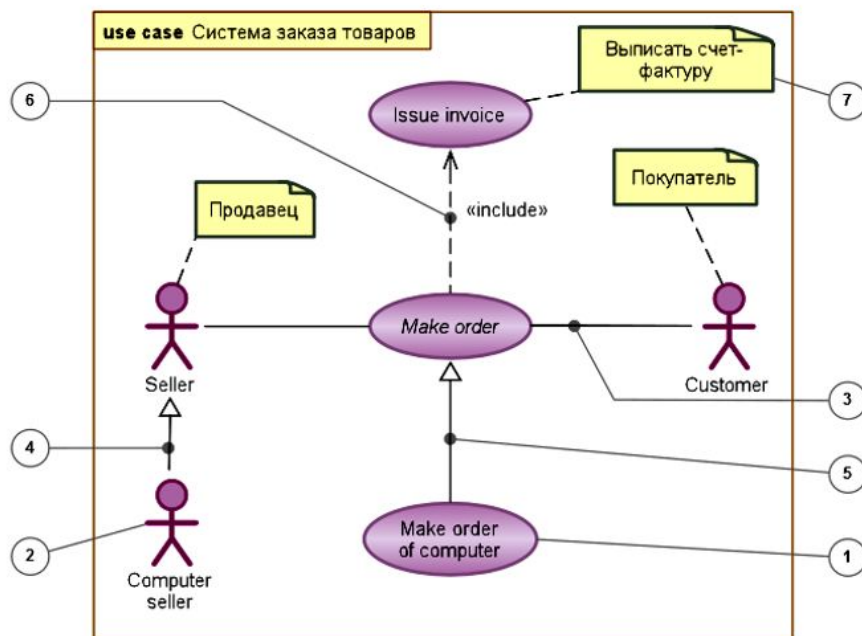 use case Система заказа товаров
Выписать счет-
фактуру
6
7
Issue invoice
Покупатель
«include»
Продавец
Make order
Seller
Customer
3
4
5
Make order
of computer
2
1
Computer
seller